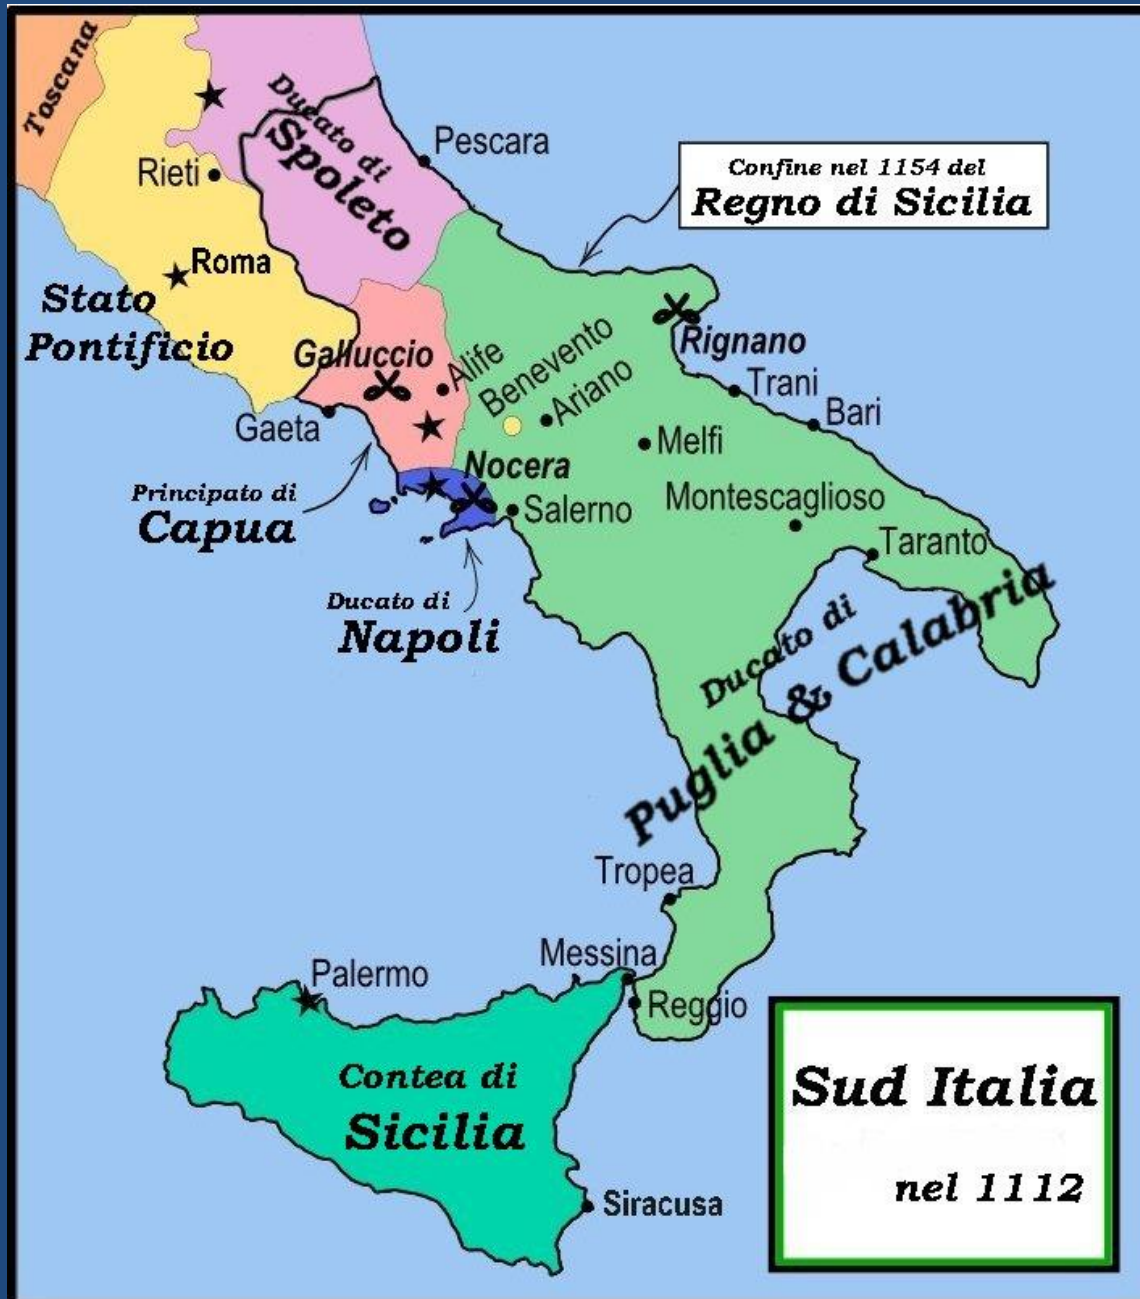 Toscana
Ducato di
Spoleto
Pescara
Rieti
Confine nel 1154 del
Regno di Sicilia
Roma
Stato
Pontificio
Galluccio
Alife
Benevento
Ariano
Rignano
Trani
Gaeta
Bari
Melfi
Nocera
Principato di
Capua
Salerno
Montescaglioso
Taranto
Ducato di
Napoli
Ducato di
Puglia & Calabria
Tropea
Messina
Palermo
Reggio
Contea di
Sicilia
Siracusa
Sud Italia
nel 1112